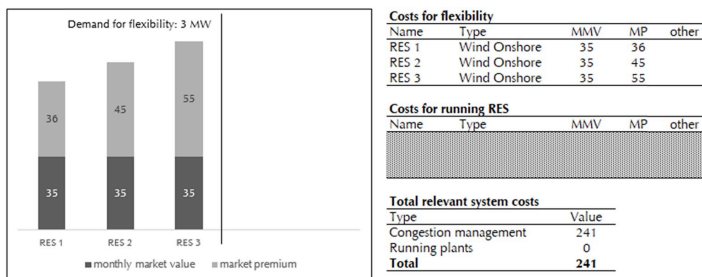 Demand for flexibility: 3 MW
36
45
55
35
35
35
RES 1
RES 2
RES 3
monthly market value
market premium
Costs for flexibility
Name Type MMV MP other
RES 1 Wind Onshore 35 36
RES 2 Wind Onshore 35 45
RES 3 Wind Onshore 35 55
Costs for running RES
Name Type MMV MP other
Total relevant system costs
Type Value
Congestion management 241
Running plants 0
Total 241